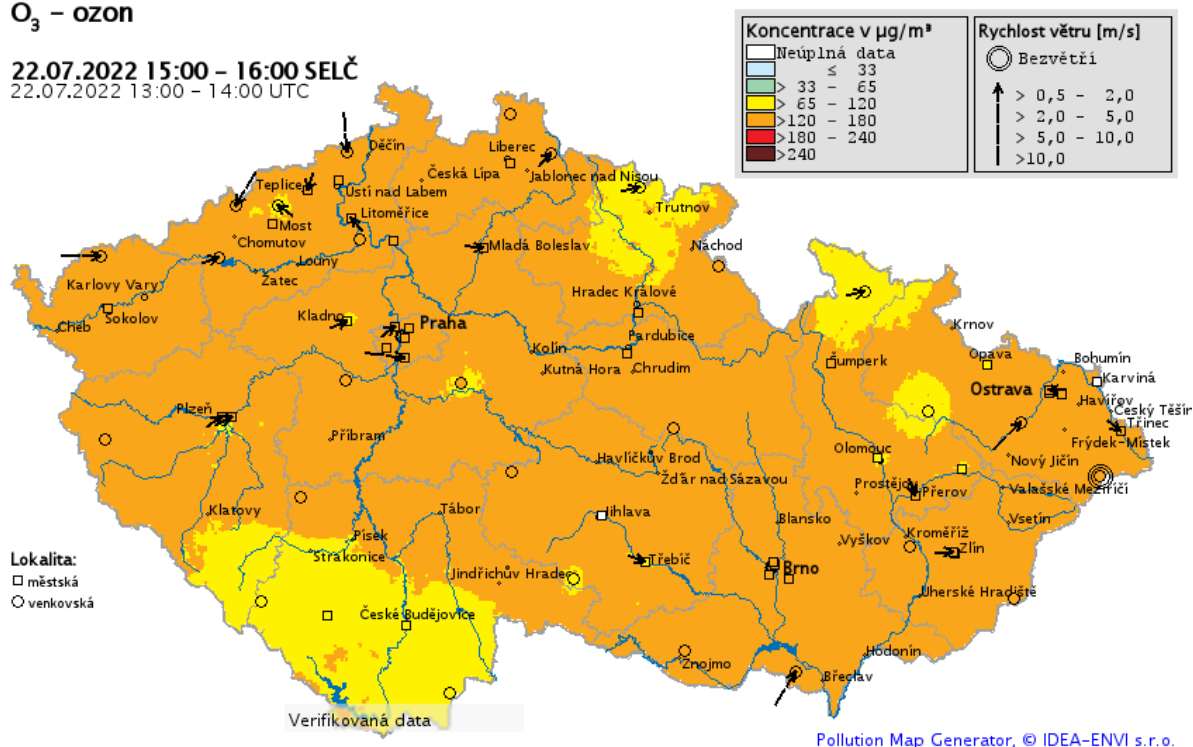 O₃ – ozon
22.07.2022 15:00 – 16:00 SELČ
22.07.2022 13:00 – 14:00 UTC
Koncentrace v µg/m³
Neúplná data
≤ 33
> 33 - 65
> 65 - 120
>120 - 180
>180 - 240
>240
Rychlost větru [m/s]
Bezvětří
> 0,5 - 2,0
> 2,0 - 5,0
> 5,0 - 10,0
>10,0
Děčín
Liberec
Teplice
Ústí nad Labem
Česká Lípa
Jablonec nad Nisou
Litoměřice
Trutnov
Most
Chomutov
Mladá Boleslav
Náchod
Louny
Karlovy Vary
Žatec
Hradec Králové
Sokolov
Kladno
Praha
Cheb
Krnov
Pardubice
Kolín
Opava
Bohumín
Šumperk
Kutná Hora
Chrudim
Karviná
Ostrava
Havířov
Plzeň
Český Těšín
Třinec
Příbram
Frýdek-Místek
Olomouc
Havlíčkův Brod
Nový Jičín
Žďár nad Sázavou
Prostějov
Přerov
Valašské Meziříčí
Klatovy
Tábor
Jihlava
Blansko
Vsetín
Písek
Kroměříž
Vyškov
Zlín
Strakonice
Třebíč
Brno
Jindřichův Hradec
Uherské Hradiště
České Budějovice
Hodonín
Znojmo
Břeclav
Lokalita:
městská
venkovská
Verifikovaná data
Pollution Map Generator, © IDEA-ENVI s.r.o.